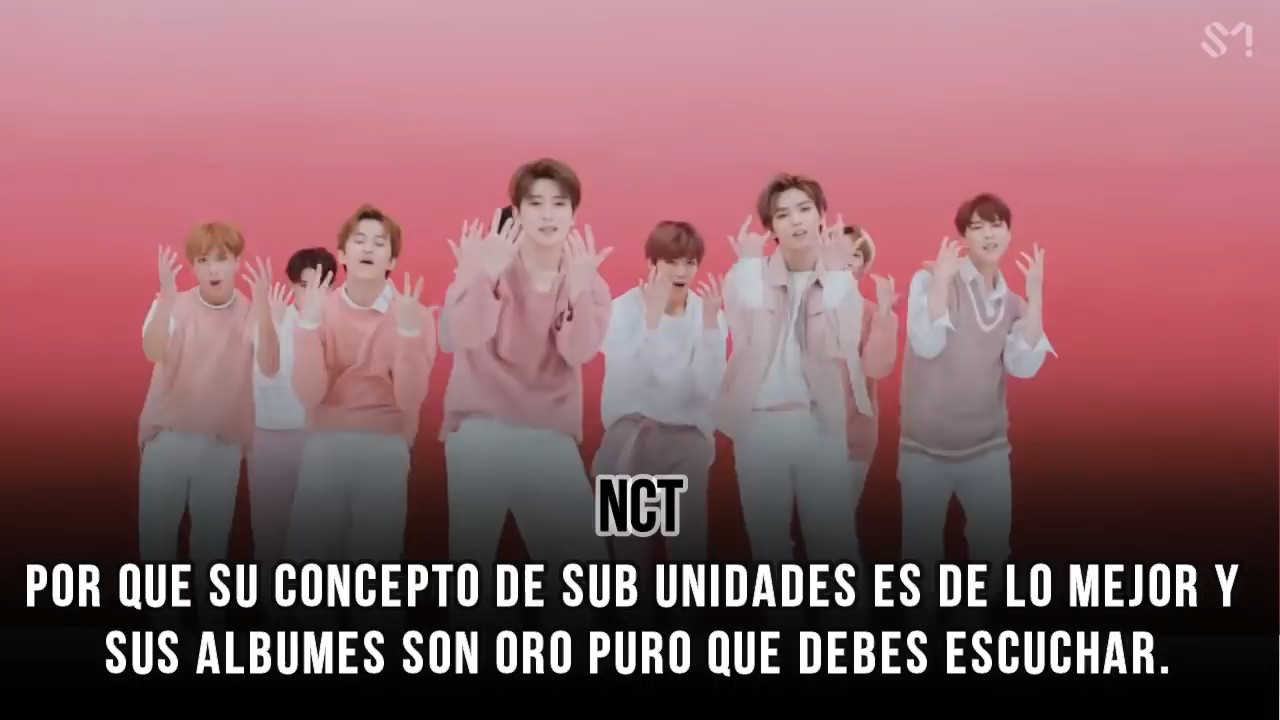 SM!
NCT
POR QUE SU CONCEPTO DE SUB UNIDADES ES DE LO MEJOR Y
SUS ALBUMES SON ORO PURO QUE DEBES ESCUCHAR.